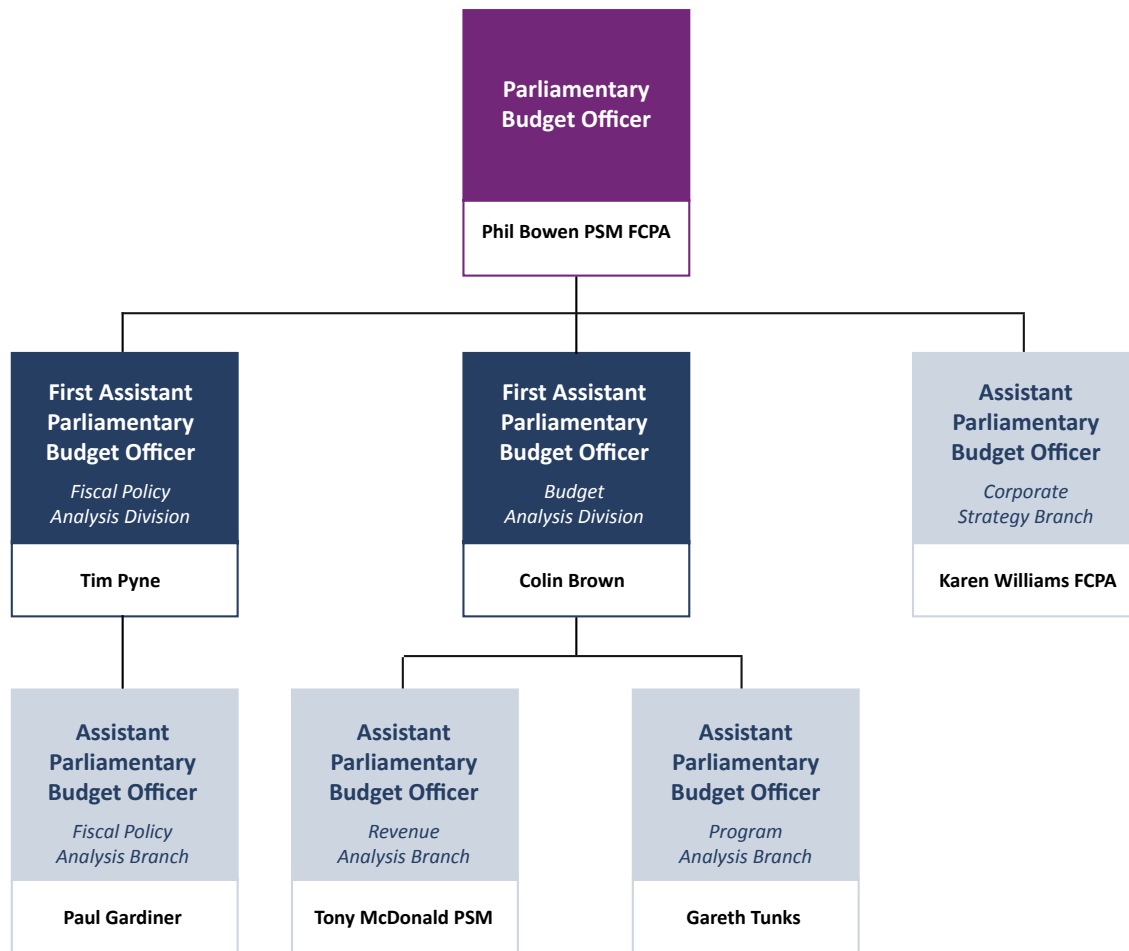 Parliamentary
Budget Officer
Phil Bowen PSM FCPA
First Assistant
Parliamentary
Budget Officer
Fiscal Policy
Analysis Division
Tim Pyne
First Assistant
Parliamentary
Budget Officer
Budget
Analysis Division
Colin Brown
Assistant
Parliamentary
Budget Officer
Corporate
Strategy Branch
Karen Williams FCPA
Assistant
Parliamentary
Budget Officer
Fiscal Policy
Analysis Branch
Paul Gardiner
Assistant
Parliamentary
Budget Officer
Revenue
Analysis Branch
Tony McDonald PSM
Assistant
Parliamentary
Budget Officer
Program
Analysis Branch
Gareth Tunks